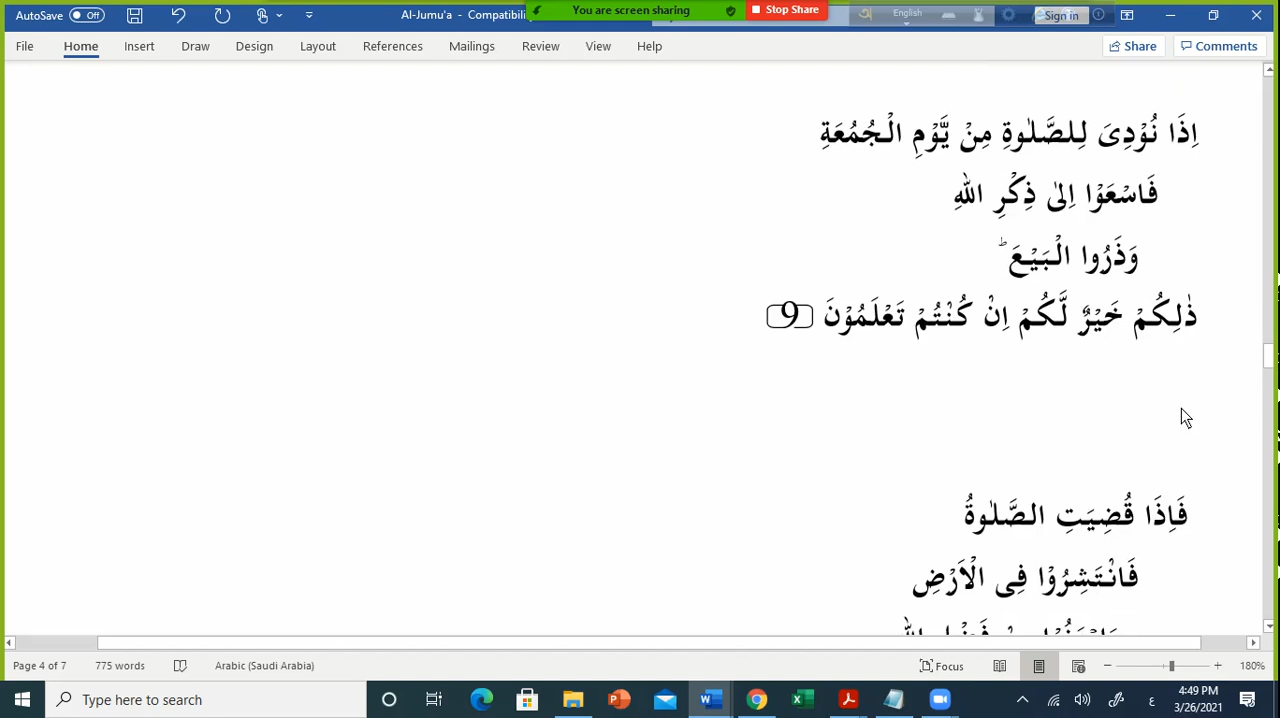 AutoSave Off
Al-Jumu'a - Compatibili
You are screen sharing
Stop Share
English
Sign in
File Home Insert Draw Design Layout References Mailings Review View Help
Share Comments
اِذَا نُوْدِىَ لِلصَّلٰوةِ مِنْ يَّوْمِ الْجُمُعَةِ
فَاسْعَوْا اِلٰى ذِكْرِ اللّٰهِ
وَذَرُوا الْبَيْعَ ؕ
ذٰلِكُمْ خَيْرٌ لَّكُمْ اِنْ كُنْتُمْ تَعْلَمُوْنَ 9
فَاِذَا قُضِيَتِ الصَّلٰوةُ
فَانْتَشِرُوْا فِى الْاَرْضِ
Page 4 of 7 775 words Arabic (Saudi Arabia) Focus 180%
Type here to search
4:49 PM
3/26/2021